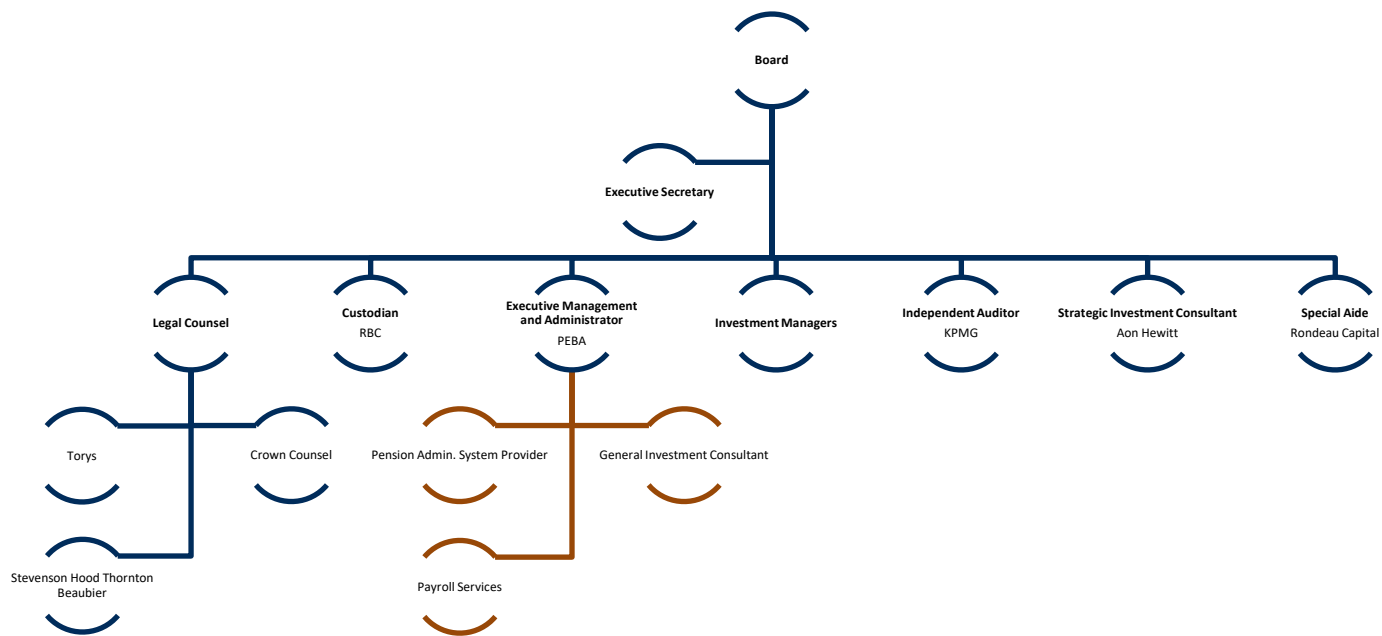 Board
Executive Secretary
Legal Counsel
Custodian
RBC
Executive Management
and Administrator
PEBA
Investment Managers
Independent Auditor
KPMG
Strategic Investment Consultant
Aon Hewitt
Special Aide
Rondeau Capital
Torys
Crown Counsel
Pension Admin. System Provider
General Investment Consultant
Stevenson Hood Thornton
Beaubier
Payroll Services